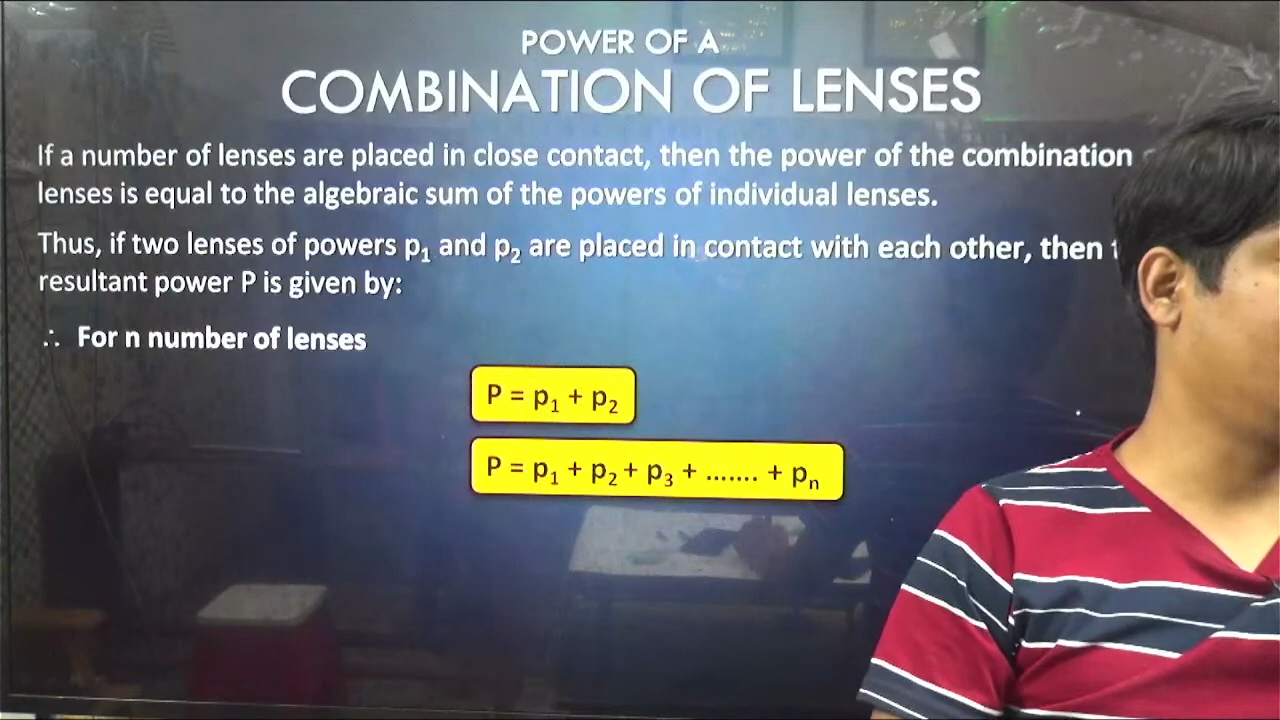 POWER OF A
COMBINATION OF LENSES
If a number of lenses are placed in close contact, then the power of the combination
lenses is equal to the algebraic sum of the powers of individual lenses.
Thus, if two lenses of powers p₁ and p₂ are placed in contact with each other, then
resultant power P is given by:
∴ For n number of lenses
P = p₁ + p₂
P = p₁ + p₂ + p₃ + ....... + pₙ